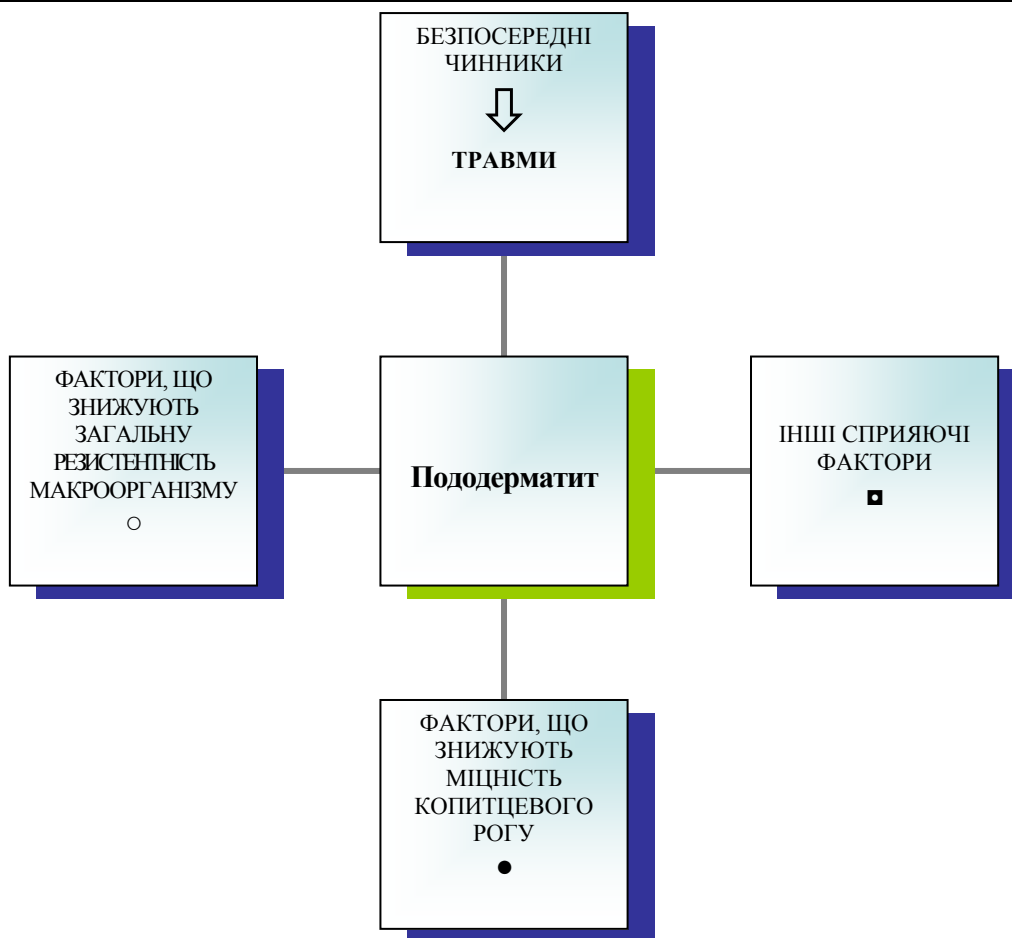 БЕЗПОСЕРЕДНІ
ЧИННИКИ
ТРАВМИ
ФАКТОРИ, ЩО
ЗНИЖУЮТЬ
ЗАГАЛЬНУ
РЕЗИСТЕНТНІСТЬ
МАКРООРГАНІЗМУ
○
Пододерматит
ІНШІ СПРИЯЮЧІ
ФАКТОРИ
◘
ФАКТОРИ, ЩО
ЗНИЖУЮТЬ
МІЦНІСТЬ
КОПИТЦЕВОГО
РОГУ
●